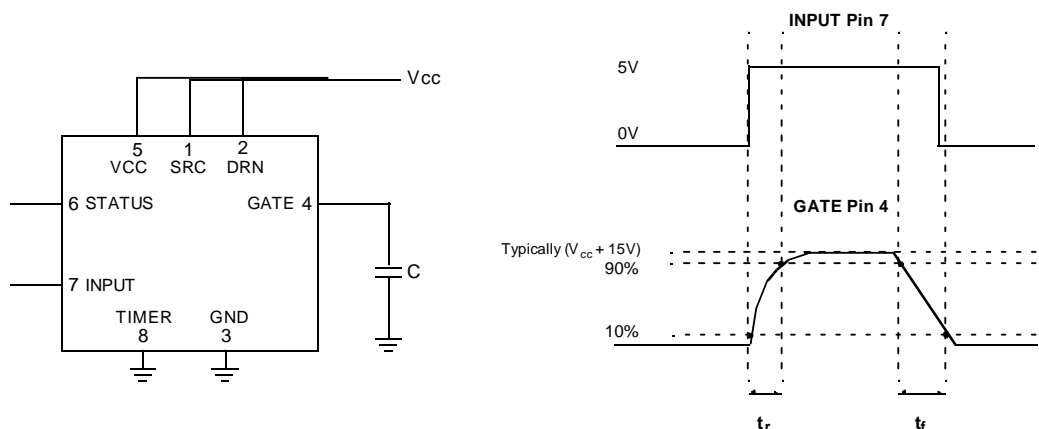 Vcc
5 1 2
VCC SRC DRN
6 STATUS GATE 4
C
7 INPUT
TIMER GND
8 3
INPUT Pin 7
5V
0V
GATE Pin 4
Typically (Vcc + 15V)
90%
10%
tr tf